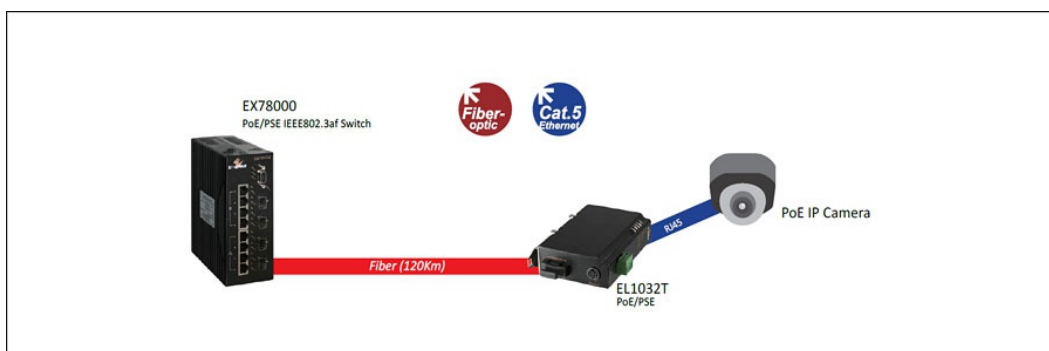 EX78000
PoE/PSE IEEE802.3af Switch
Fiber-
optic
Cat.5
Ethernet
PoE IP Camera
RJ45
Fiber (120Km)
EL1032T
PoE/PSE